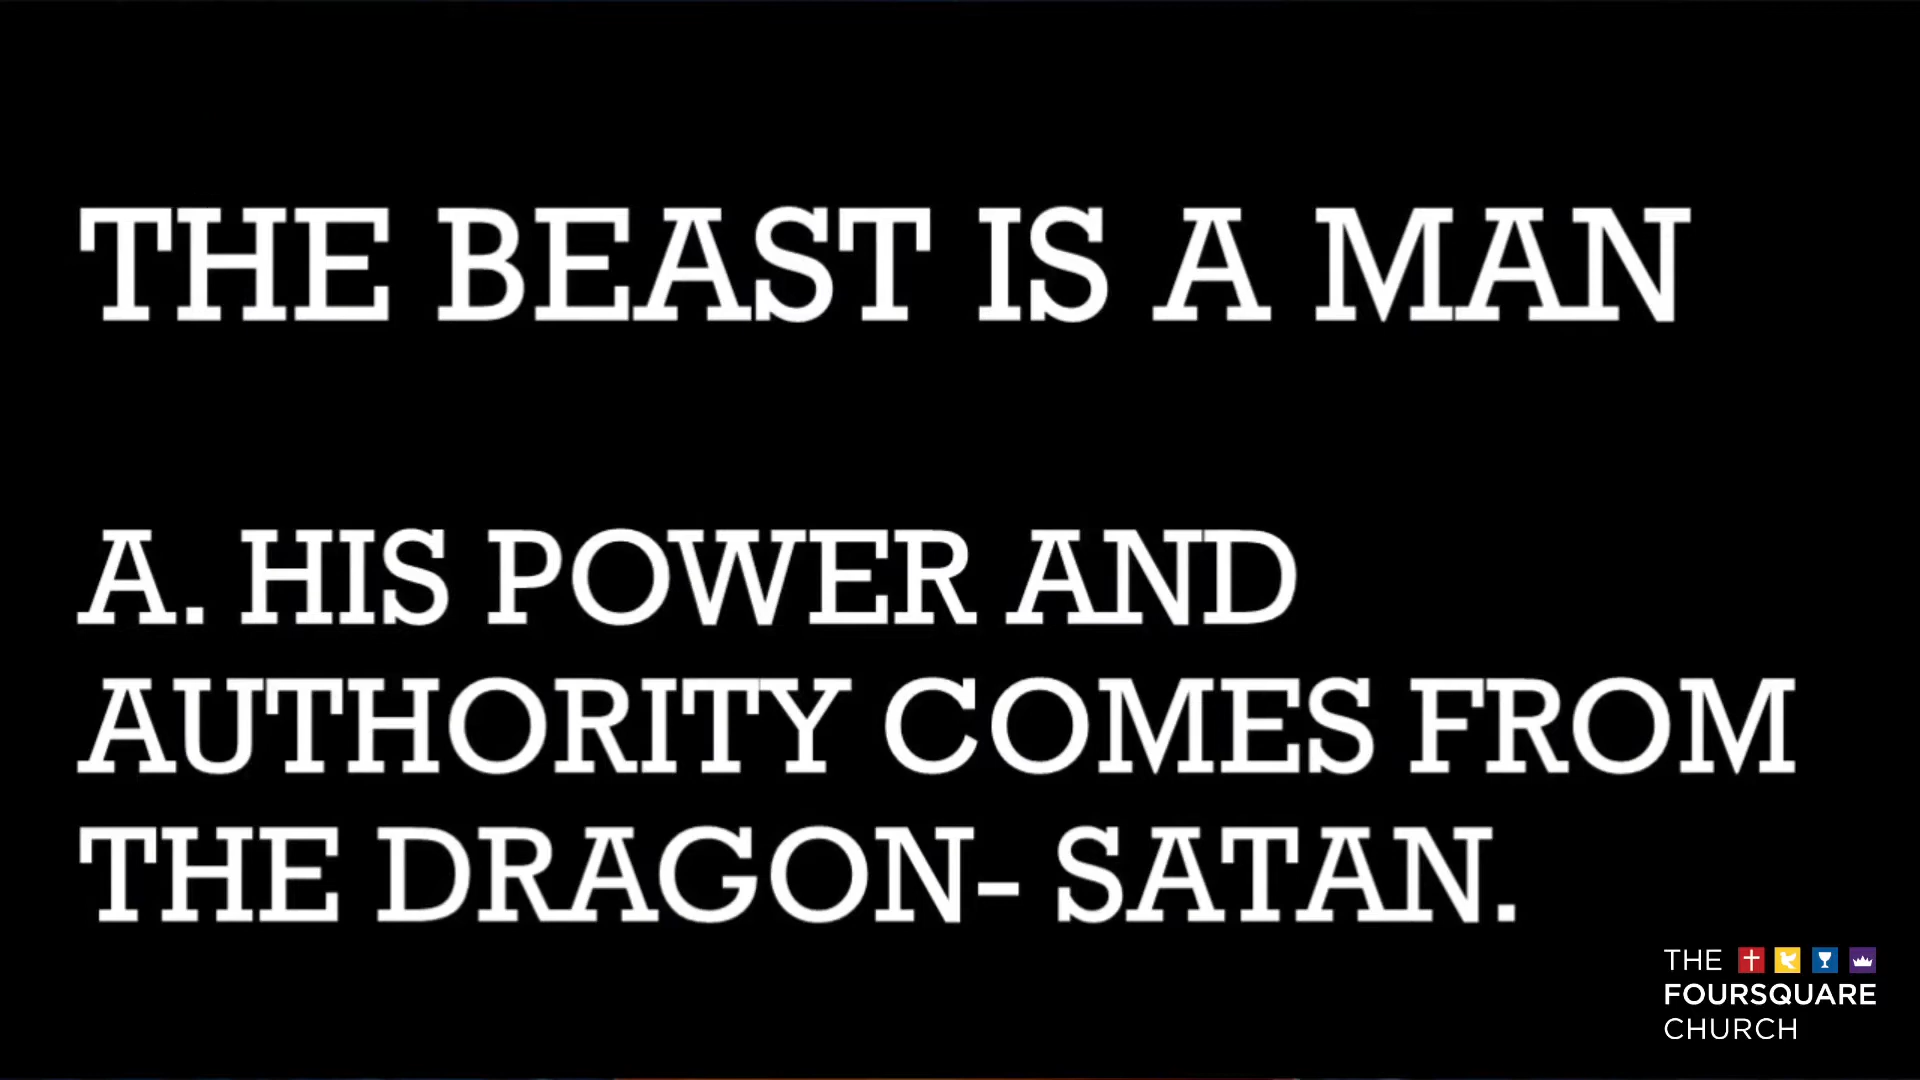 THE BEAST IS A MAN
A. HIS POWER AND
AUTHORITY COMES FROM
THE DRAGON- SATAN.
THE
FOURSQUARE
CHURCH